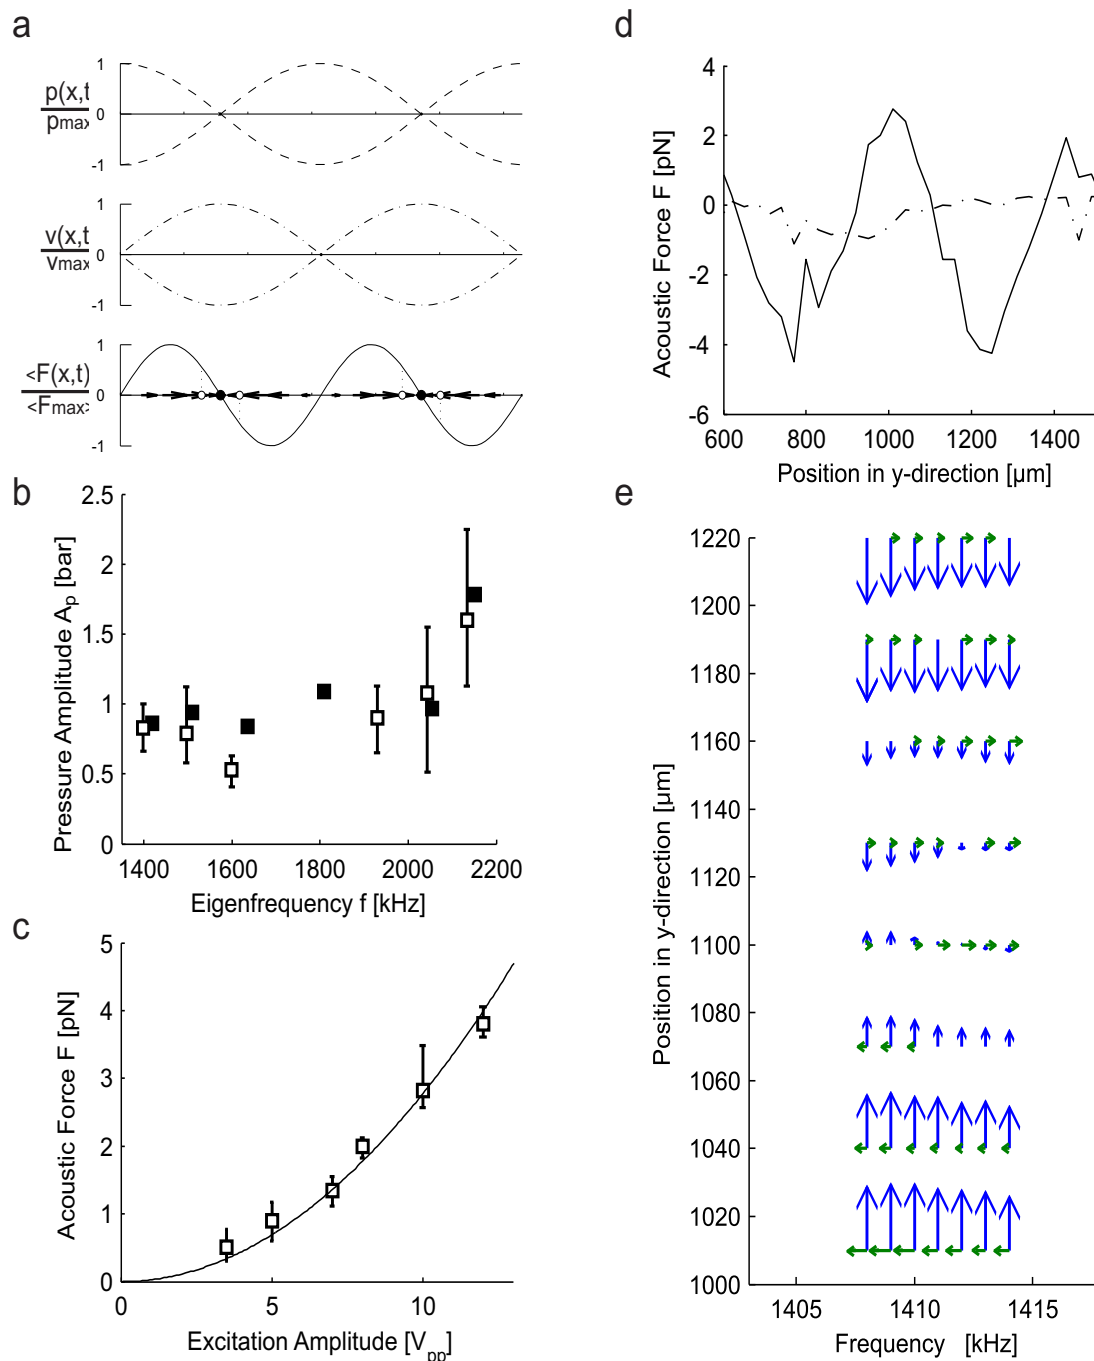 a
p(x,t
pmax
1
0
-1
v(x,t
vmax
1
0
-1
<F(x,t)
<Fmax>
1
0
-1
b
Pressure Amplitude Ap [bar]
2.5
2
1.5
1
0.5
0
1400 1600 1800 2000 2200
Eigenfrequency f [kHz]
c
Acoustic Force F [pN]
5
4
3
2
1
0
0 5 10
Excitation Amplitude [Vpp]
d
Acoustic Force F [pN]
4
2
0
-2
-4
-6
600 800 1000 1200 1400
Position in y-direction [µm]
e
Position in y-direction [µm]
1220
1200
1180
1160
1140
1120
1100
1080
1060
1040
1020
1000
1405 1410 1415
Frequency [kHz]